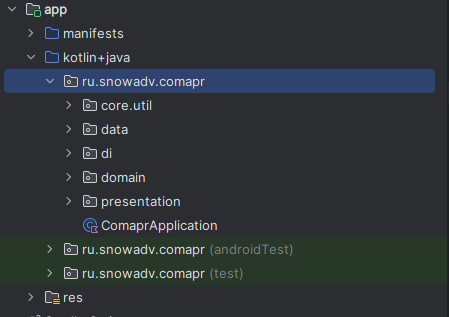 app
manifests
kotlin+java
ru.snowadv.comapr
core.util
data
di
domain
presentation
ComaprApplication
ru.snowadv.comapr (androidTest)
ru.snowadv.comapr (test)
res